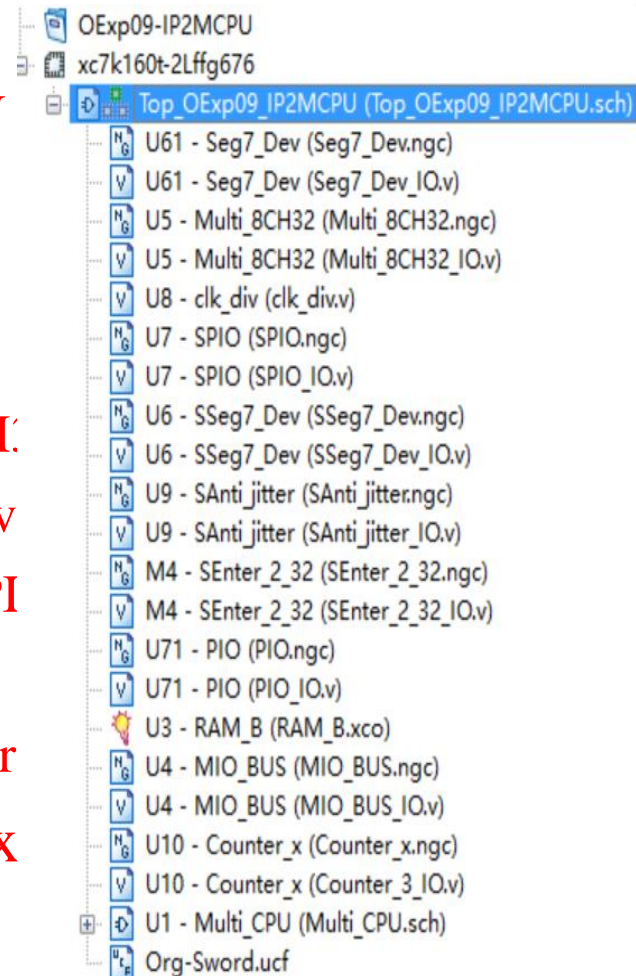 OExp09-IP2MCPU
xc7k160t-2Lffg676
Top_OExp09_IP2MCPU (Top_OExp09_IP2MCPU.sch)
U61 - Seg7_Dev (Seg7_Dev.ngc)
U61 - Seg7_Dev (Seg7_Dev_IO.v)
U5 - Multi_8CH32 (Multi_8CH32.ngc)
U5 - Multi_8CH32 (Multi_8CH32_IO.v)
U8 - clk_div (clk_div.v)
U7 - SPIO (SPIO.ngc)
U7 - SPIO (SPIO_IO.v)
U6 - SSeg7_Dev (SSeg7_Dev.ngc)
U6 - SSeg7_Dev (SSeg7_Dev_IO.v)
U9 - SAnti_jitter (SAnti_jitter.ngc)
U9 - SAnti_jitter (SAnti_jitter_IO.v)
M4 - SEnter_2_32 (SEnter_2_32.ngc)
M4 - SEnter_2_32 (SEnter_2_32_IO.v)
U71 - PIO (PIO.ngc)
U71 - PIO (PIO_IO.v)
U3 - RAM_B (RAM_B.xco)
U4 - MIO_BUS (MIO_BUS.ngc)
U4 - MIO_BUS (MIO_BUS_IO.v)
U10 - Counter_x (Counter_x.ngc)
U10 - Counter_x (Counter_3_IO.v)
U1 - Multi_CPU (Multi_CPU.sch)
Org-Sword.ucf